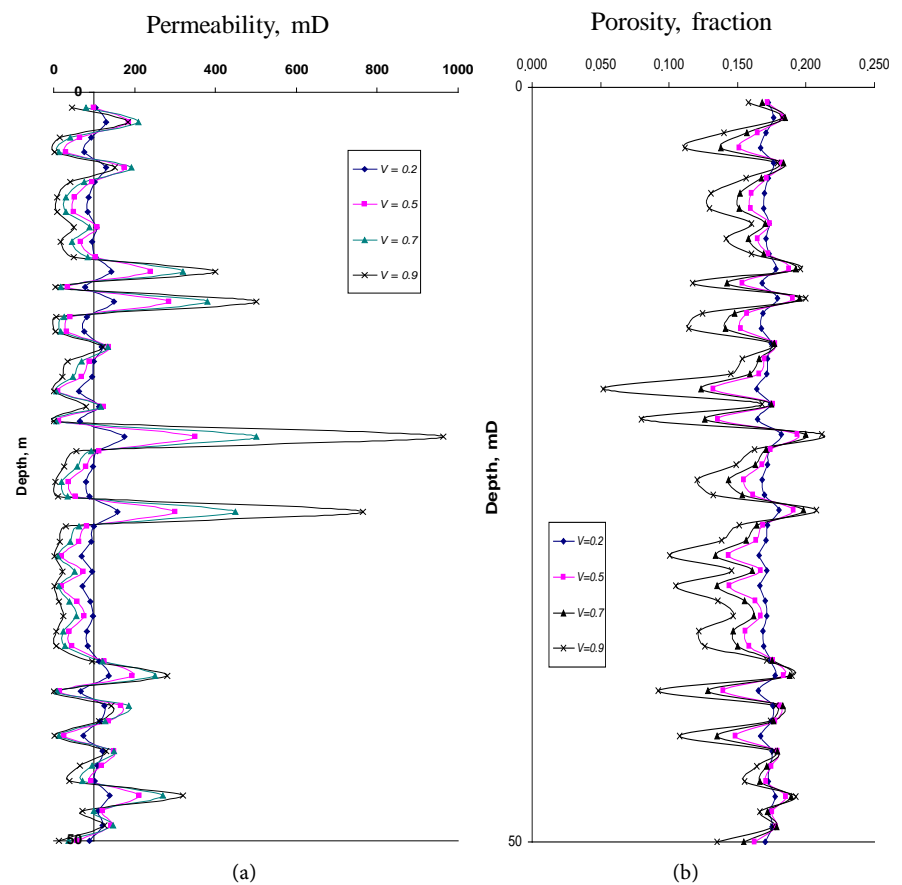 Permeability, mD
0 200 400 600 800 1000
0
V = 0.2
V = 0.5
V = 0.7
V = 0.9
Depth, m
50
(a)
Porosity, fraction
0,000 0,050 0,100 0,150 0,200 0,250
0
Depth, mD
V=0.2
V=0.5
V=0.7
V=0.9
50
(b)